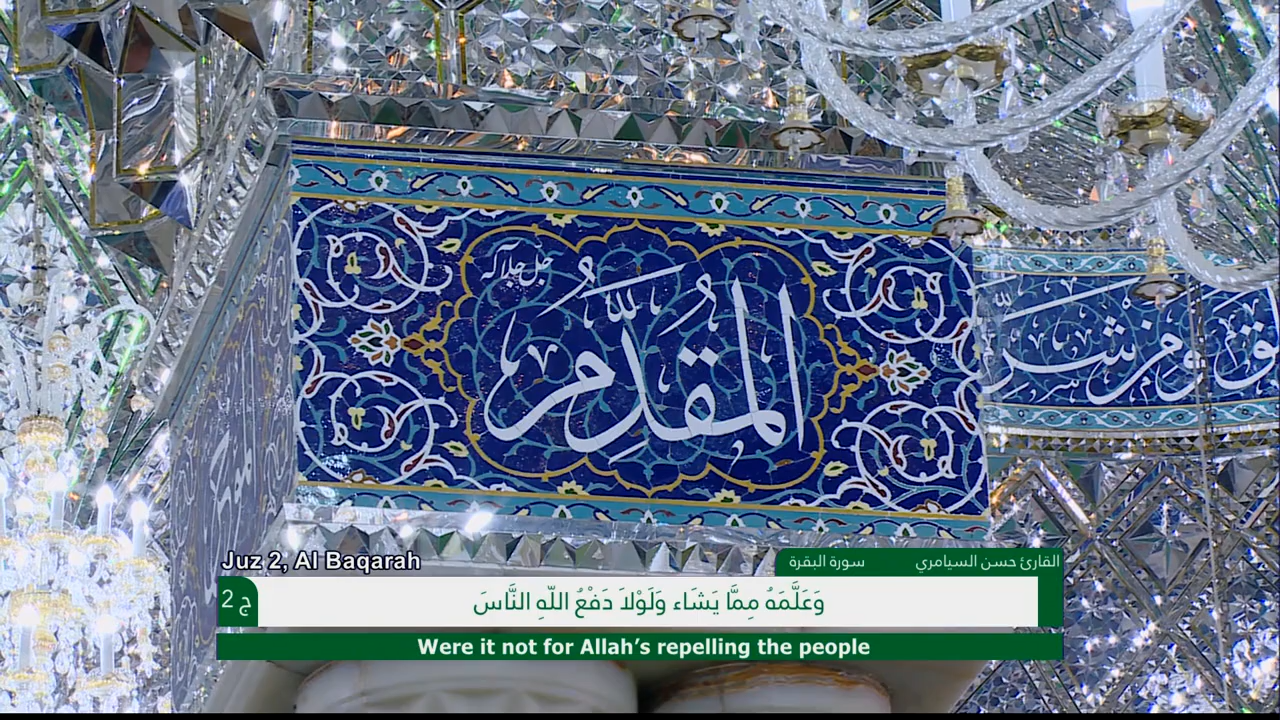 جل جلاله
المقدم
Juz 2, Al Baqarah
سورة البقرة
القارئ حسن السيامري
ج 2
وَعَلَّمَهُ مِمَّا يَشَاء وَلَوْلاَ دَفْعُ اللّهِ النَّاسَ
Were it not for Allah’s repelling the people